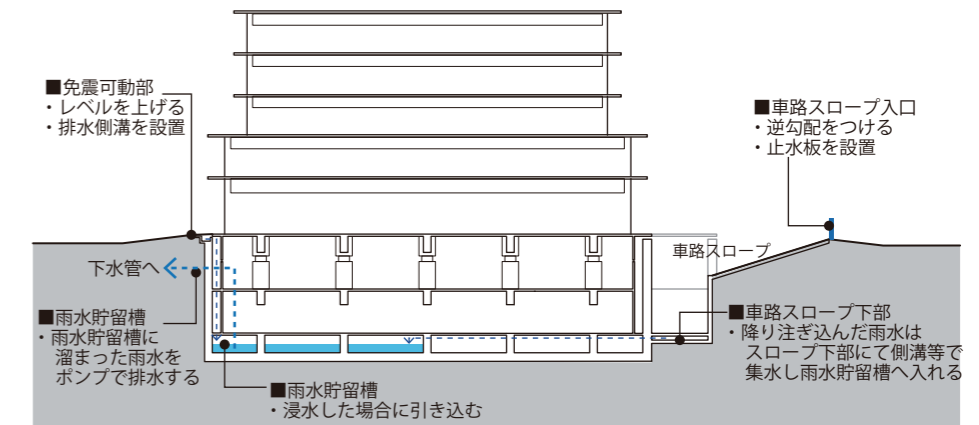 ■免震可動部
・レベルを上げる
・排水側溝を設置
■車路スロープ入口
・逆勾配をつける
・止水板を設置
車路スロープ
下水管へ
■雨水貯留槽
・雨水貯留槽に
溜まった雨水を
ポンプで排水する
■車路スロープ下部
・降り注ぎ込んだ雨水は
スロープ下部にて側溝等で
集水し雨水貯留槽へ入れる
■雨水貯留槽
・浸水した場合に引き込む